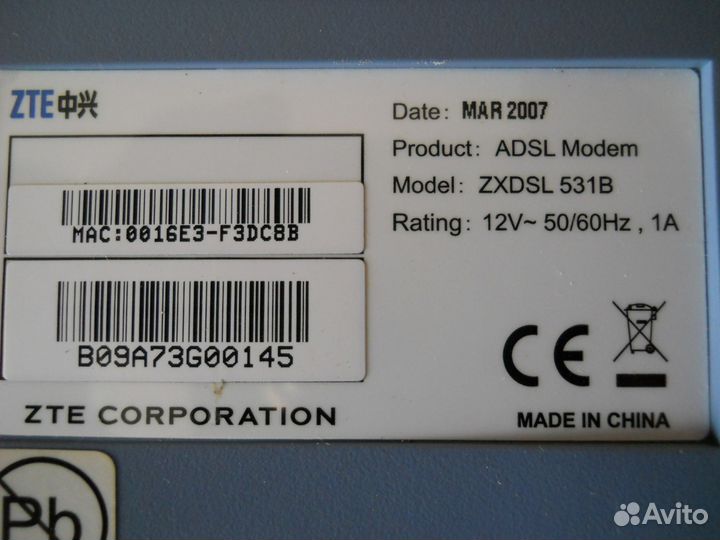 ZTE中兴
MAC:0016E3-F3DC8B
B09A73G00145
ZTE CORPORATION
Date: MAR 2007
Product: ADSL Modem
Model: ZXDSL 531B
Rating: 12V~ 50/60Hz , 1A
CE
MADE IN CHINA
Pb
Avito